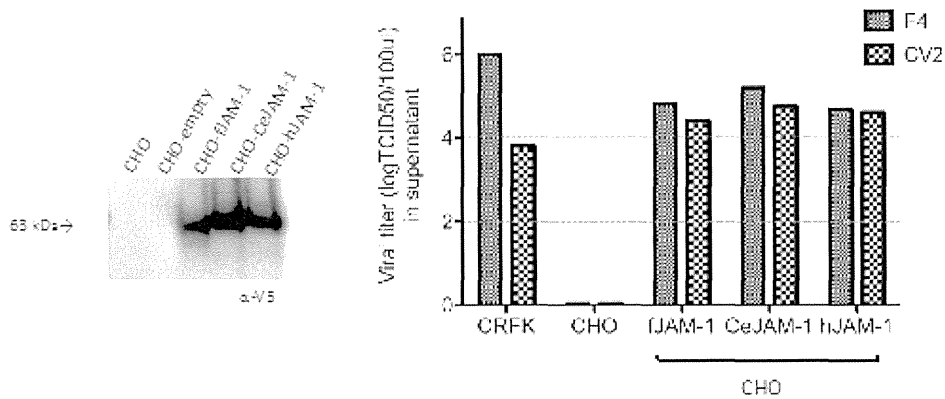 CHO
CHO-empty
CHO-fJAM-1
CHO-CeJAM-1
CHO-hJAM-1
63 kDa→
α-V5
F4
CV2
Viral titer (logTCID50/100ul)
in supernatant
6
4
2
0
CRFK
CHO
fJAM-1
CeJAM-1
hJAM-1
CHO